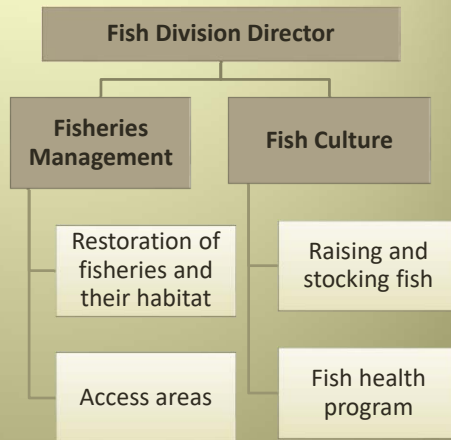 Fish Division Director
Fisheries
Management
Fish Culture
Restoration of
fisheries and
their habitat
Access areas
Raising and
stocking fish
Fish health
program